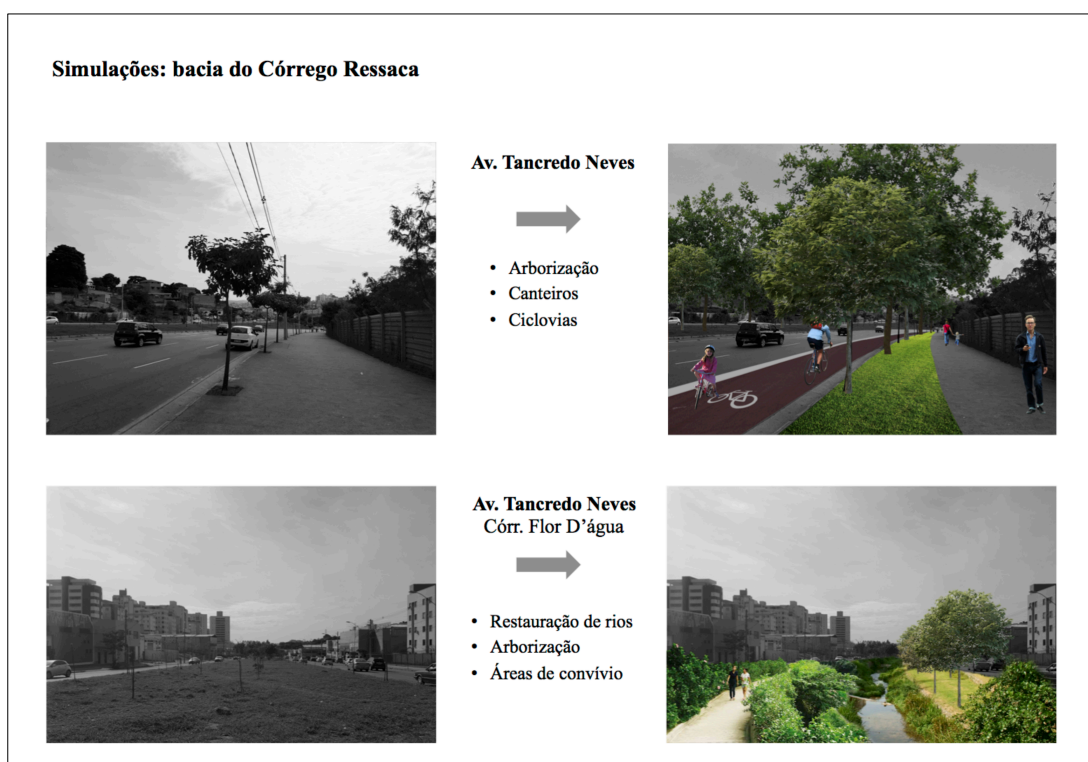 Simulações: bacia do Córrego Ressaca
Av. Tancredo Neves
• Arborização
• Canteiros
• Ciclovias
Av. Tancredo Neves
Córr. Flor D’água
• Restauração de rios
• Arborização
• Áreas de convívio